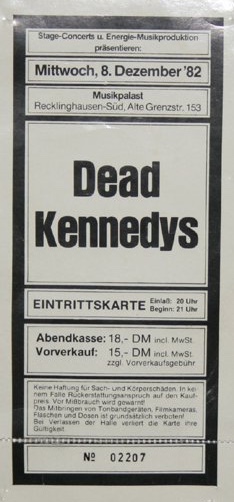 Stage-Concerts u. Energie-Musikproduktion
präsentieren:
Mittwoch, 8. Dezember '82
Musikpalast
Recklinghausen-Süd, Alte Grenzstr. 153
Dead
Kennedys
EINTRITTSKARTE Einlaß: 20 Uhr
Beginn: 21 Uhr
Abendkasse: 18,- DM incl. MwSt.
Vorverkauf: 15,- DM incl. MwSt.
zzgl. Vorverkaufsgebühr
Keine Haftung für Sach- und Körperschäden. In kei-
nem Falle Rückerstattungsanspruch auf den Kauf-
preis. Vor Mißbrauch wird gewarnt!
Das Mitbringen von Tonbandgeräten, Filmkameras,
Flaschen und Dosen ist grundsätzlich verboten!
Bei Verlassen der Halle verliert die Karte ihre
Gültigkeit!
Nº 02207